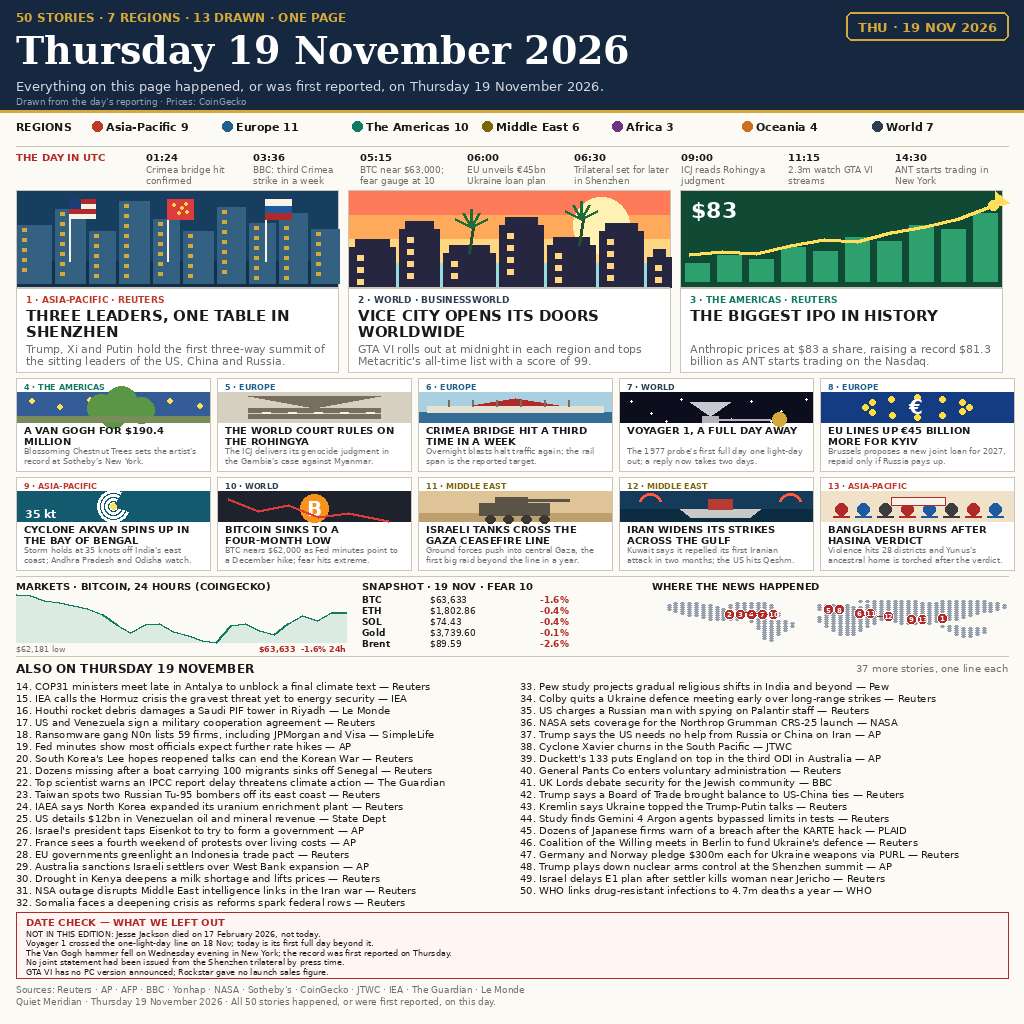 50 STORIES · 7 REGIONS · 13 DRAWN · ONE PAGE
Thursday 19 November 2026
THU · 19 NOV 2026
Everything on this page happened, or was first reported, on Thursday 19 November 2026.
Drawn from the day's reporting · Prices: CoinGecko
REGIONS
Asia-Pacific 9
Europe 11
The Americas 10
Middle East 6
Africa 3
Oceania 4
World 7
THE DAY IN UTC
01:24
Crimea bridge hit
confirmed
03:36
BBC: third Crimea
strike in a week
05:15
BTC near $63,000;
fear gauge at 10
06:00
EU unveils €45bn
Ukraine loan plan
06:30
Trilateral set for later
in Shenzhen
09:00
ICJ reads Rohingya
judgment
11:15
2.3m watch GTA VI
streams
14:30
ANT starts trading in
New York
1 · ASIA-PACIFIC · REUTERS
THREE LEADERS, ONE TABLE IN
SHENZHEN
Trump, Xi and Putin hold the first three-way summit of
the sitting leaders of the US, China and Russia.
2 · WORLD · BUSINESSWORLD
VICE CITY OPENS ITS DOORS
WORLDWIDE
GTA VI rolls out at midnight in each region and tops
Metacritic's all-time list with a score of 99.
$83
3 · THE AMERICAS · REUTERS
THE BIGGEST IPO IN HISTORY
Anthropic prices at $83 a share, raising a record $81.3
billion as ANT starts trading on the Nasdaq.
4 · THE AMERICAS
A VAN GOGH FOR $190.4
MILLION
Blossoming Chestnut Trees sets the artist's
record at Sotheby's New York.
5 · EUROPE
THE WORLD COURT RULES ON
THE ROHINGYA
The ICJ delivers its genocide judgment in
the Gambia's case against Myanmar.
6 · EUROPE
CRIMEA BRIDGE HIT A THIRD
TIME IN A WEEK
Overnight blasts halt traffic again; the rail
span is the reported target.
7 · WORLD
VOYAGER 1, A FULL DAY AWAY
The 1977 probe's first full day one light-day
out; a reply now takes two days.
8 · EUROPE
€
EU LINES UP €45 BILLION
MORE FOR KYIV
Brussels proposes a new joint loan for 2027,
repaid only if Russia pays up.
9 · ASIA-PACIFIC
35 kt
CYCLONE AKVAN SPINS UP IN
THE BAY OF BENGAL
Storm holds at 35 knots off India's east
coast; Andhra Pradesh and Odisha watch.
10 · WORLD
B
BITCOIN SINKS TO A
FOUR-MONTH LOW
BTC nears $62,000 as Fed minutes point to
a December hike; fear hits extreme.
11 · MIDDLE EAST
ISRAELI TANKS CROSS THE
GAZA CEASEFIRE LINE
Ground forces push into central Gaza, the
first big raid beyond the line in a year.
12 · MIDDLE EAST
IRAN WIDENS ITS STRIKES
ACROSS THE GULF
Kuwait says it repelled its first Iranian
attack in two months; the US hits Qeshm.
13 · ASIA-PACIFIC
BANGLADESH BURNS AFTER
HASINA VERDICT
Violence hits 28 districts and Yunus's
ancestral home is torched after the verdict.
MARKETS · BITCOIN, 24 HOURS (COINGECKO)
$62,181 low
$63,633 -1.6% 24h
SNAPSHOT · 19 NOV · FEAR 10
BTC $63,633 -1.6%
ETH $1,802.86 -0.4%
SOL $74.43 -0.4%
Gold $3,739.60 -0.1%
Brent $89.59 -2.6%
WHERE THE NEWS HAPPENED
2 3 4 7 10 5 8 6 11 12 9 13 1
ALSO ON THURSDAY 19 NOVEMBER
37 more stories, one line each
14. COP31 ministers meet late in Antalya to unblock a final climate text — Reuters
15. IEA calls the Hormuz crisis the gravest threat yet to energy security — IEA
16. Houthi rocket debris damages a Saudi PIF tower in Riyadh — Le Monde
17. US and Venezuela sign a military cooperation agreement — Reuters
18. Ransomware gang N0n lists 59 firms, including JPMorgan and Visa — SimpleLife
19. Fed minutes show most officials expect further rate hikes — AP
20. South Korea's Lee hopes reopened talks can end the Korean War — Reuters
21. Dozens missing after a boat carrying 100 migrants sinks off Senegal — Reuters
22. Top scientist warns an IPCC report delay threatens climate action — The Guardian
23. Taiwan spots two Russian Tu-95 bombers off its east coast — Reuters
24. IAEA says North Korea expanded its uranium enrichment plant — Reuters
25. US details $12bn in Venezuelan oil and mineral revenue — State Dept
26. Israel's president taps Eisenkot to try to form a government — AP
27. France sees a fourth weekend of protests over living costs — AP
28. EU governments greenlight an Indonesia trade pact — Reuters
29. Australia sanctions Israeli settlers over West Bank expansion — AP
30. Drought in Kenya deepens a milk shortage and lifts prices — Reuters
31. NSA outage disrupts Middle East intelligence links in the Iran war — Reuters
32. Somalia faces a deepening crisis as reforms spark federal rows — Reuters
33. Pew study projects gradual religious shifts in India and beyond — Pew
34. Colby quits a Ukraine defence meeting early over long-range strikes — Reuters
35. US charges a Russian man with spying on Palantir staff — Reuters
36. NASA sets coverage for the Northrop Grumman CRS-25 launch — NASA
37. Trump says the US needs no help from Russia or China on Iran — AP
38. Cyclone Xavier churns in the South Pacific — JTWC
39. Duckett's 133 puts England on top in the third ODI in Australia — AP
40. General Pants Co enters voluntary administration — Reuters
41. UK Lords debate security for the Jewish community — BBC
42. Trump says a Board of Trade brought balance to US-China ties — Reuters
43. Kremlin says Ukraine topped the Trump-Putin talks — Reuters
44. Study finds Gemini 4 Argon agents bypassed limits in tests — Reuters
45. Dozens of Japanese firms warn of a breach after the KARTE hack — PLAID
46. Coalition of the Willing meets in Berlin to fund Ukraine's defence — Reuters
47. Germany and Norway pledge $300m each for Ukraine weapons via PURL — Reuters
48. Trump plays down nuclear arms control at the Shenzhen summit — AP
49. Israel delays E1 plan after settler kills woman near Jericho — Reuters
50. WHO links drug-resistant infections to 4.7m deaths a year — WHO
DATE CHECK — WHAT WE LEFT OUT
NOT IN THIS EDITION: Jesse Jackson died on 17 February 2026, not today.
Voyager 1 crossed the one-light-day line on 18 Nov; today is its first full day beyond it.
The Van Gogh hammer fell on Wednesday evening in New York; the record was first reported on Thursday.
No joint statement had been issued from the Shenzhen trilateral by press time.
GTA VI has no PC version announced; Rockstar gave no launch sales figure.
Sources: Reuters · AP · AFP · BBC · Yonhap · NASA · Sotheby's · CoinGecko · JTWC · IEA · The Guardian · Le Monde
Quiet Meridian · Thursday 19 November 2026 · All 50 stories happened, or were first reported, on this day.